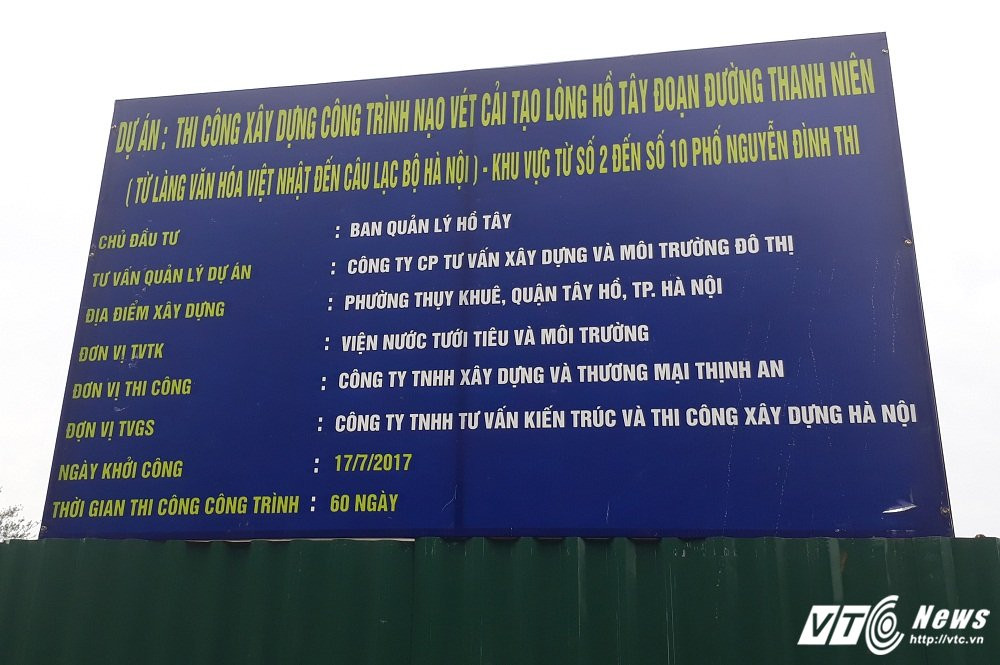 DỰ ÁN : THI CÔNG XÂY DỰNG CÔNG TRÌNH NẠO VÉT CẢI TẠO LÒNG HỒ TÂY ĐOẠN ĐƯỜNG THANH NIÊN
( TỪ LÀNG VĂN HÓA VIỆT NHẬT ĐẾN CÂU LẠC BỘ HÀ NỘI ) - KHU VỰC TỪ SỐ 2 ĐẾN SỐ 10 PHỐ NGUYỄN ĐÌNH THI
CHỦ ĐẦU TƯ : BAN QUẢN LÝ HỒ TÂY
TƯ VẤN QUẢN LÝ DỰ ÁN : CÔNG TY CP TƯ VẤN XÂY DỰNG VÀ MÔI TRƯỜNG ĐÔ THỊ
ĐỊA ĐIỂM XÂY DỰNG : PHƯỜNG THỤY KHUÊ, QUẬN TÂY HỒ, TP. HÀ NỘI
ĐƠN VỊ TVTK : VIỆN NƯỚC TƯỚI TIÊU VÀ MÔI TRƯỜNG
ĐƠN VỊ THI CÔNG : CÔNG TY TNHH XÂY DỰNG VÀ THƯƠNG MẠI THỊNH AN
ĐƠN VỊ TVGS : CÔNG TY TNHH TƯ VẤN KIẾN TRÚC VÀ THI CÔNG XÂY DỰNG HÀ NỘI
NGÀY KHỞI CÔNG : 17/7/2017
THỜI GIAN THI CÔNG CÔNG TRÌNH : 60 NGÀY
VTC News
http://vtc.vn